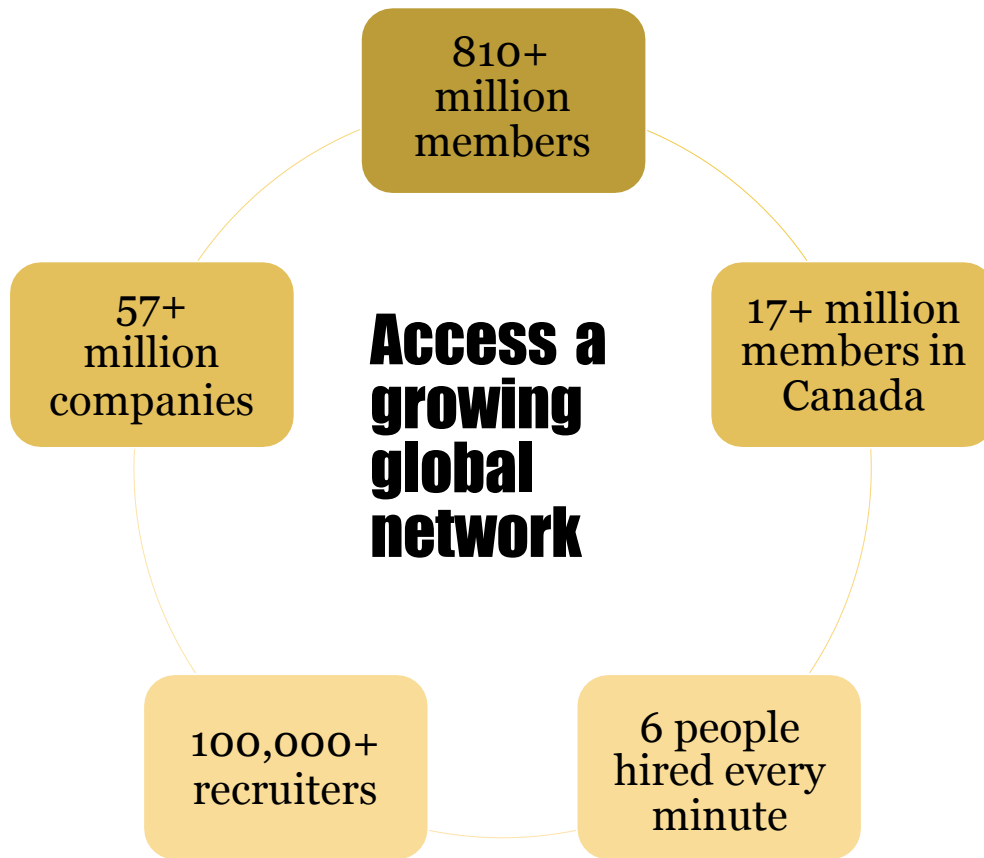 810+
million
members
57+
million
companies
Access a
growing
global
network
17+ million
members in
Canada
100,000+
recruiters
6 people
hired every
minute